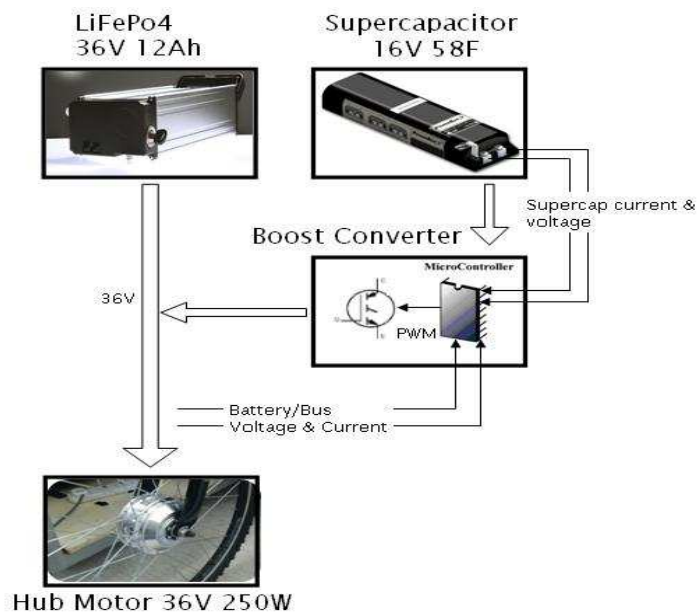 LiFePo4
36V 12Ah
Supercapacitor
16V 58F
Supercap current &
voltage
Boost Converter
MicroController
36V
PWM
Battery/Bus
Voltage & Current
Hub Motor 36V 250W